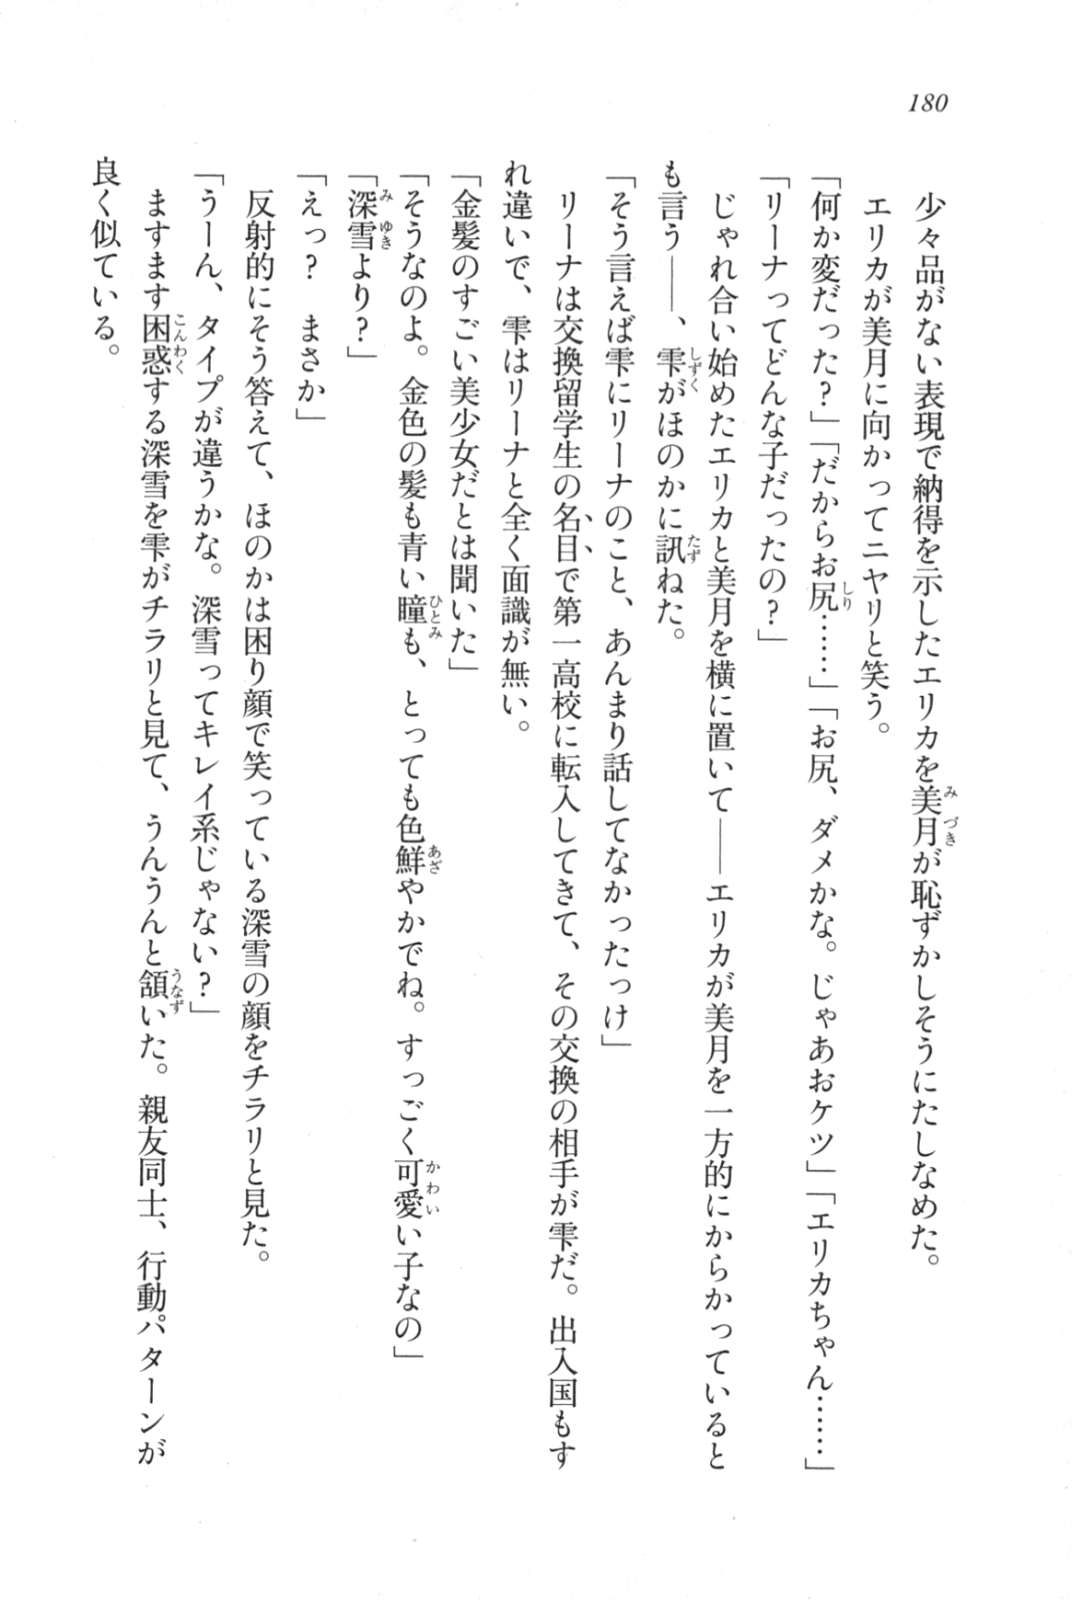 180
少々品がない表現で納得を示したエリカを美月が恥ずかしそうにたしなめた。
エリカが美月に向かってニヤリと笑う。
「何か変だった？」「だからお尻……」「お尻、ダメかな。じゃあおケツ」「エリカちゃん……」
「リーナってどんな子だったの？」
じゃれ合い始めたエリカと美月を横に置いて――エリカが美月を一方的にからかっていると
も言う――、雫がほのかに訊ねた。
「そう言えば雫にリーナのこと、あんまり話してなかったっけ」
リーナは交換留学生の名目で第一高校に転入してきて、その交換の相手が雫だ。出入国もす
れ違いで、雫はリーナと全く面識が無い。
「金髪のすごい美少女だとは聞いた」
「そうなのよ。金色の髪も青い瞳も、とっても色鮮やかでね。すっごく可愛い子なの」
「深雪より？」
「えっ？　まさか」
反射的にそう答えて、ほのかは困り顔で笑っている深雪の顔をチラリと見た。
「うーん、タイプが違うかな。深雪ってキレイ系じゃない？」
ますます困惑する深雪を雫がチラリと見て、うんうんと頷いた。親友同士、行動パターンが
良く似ている。